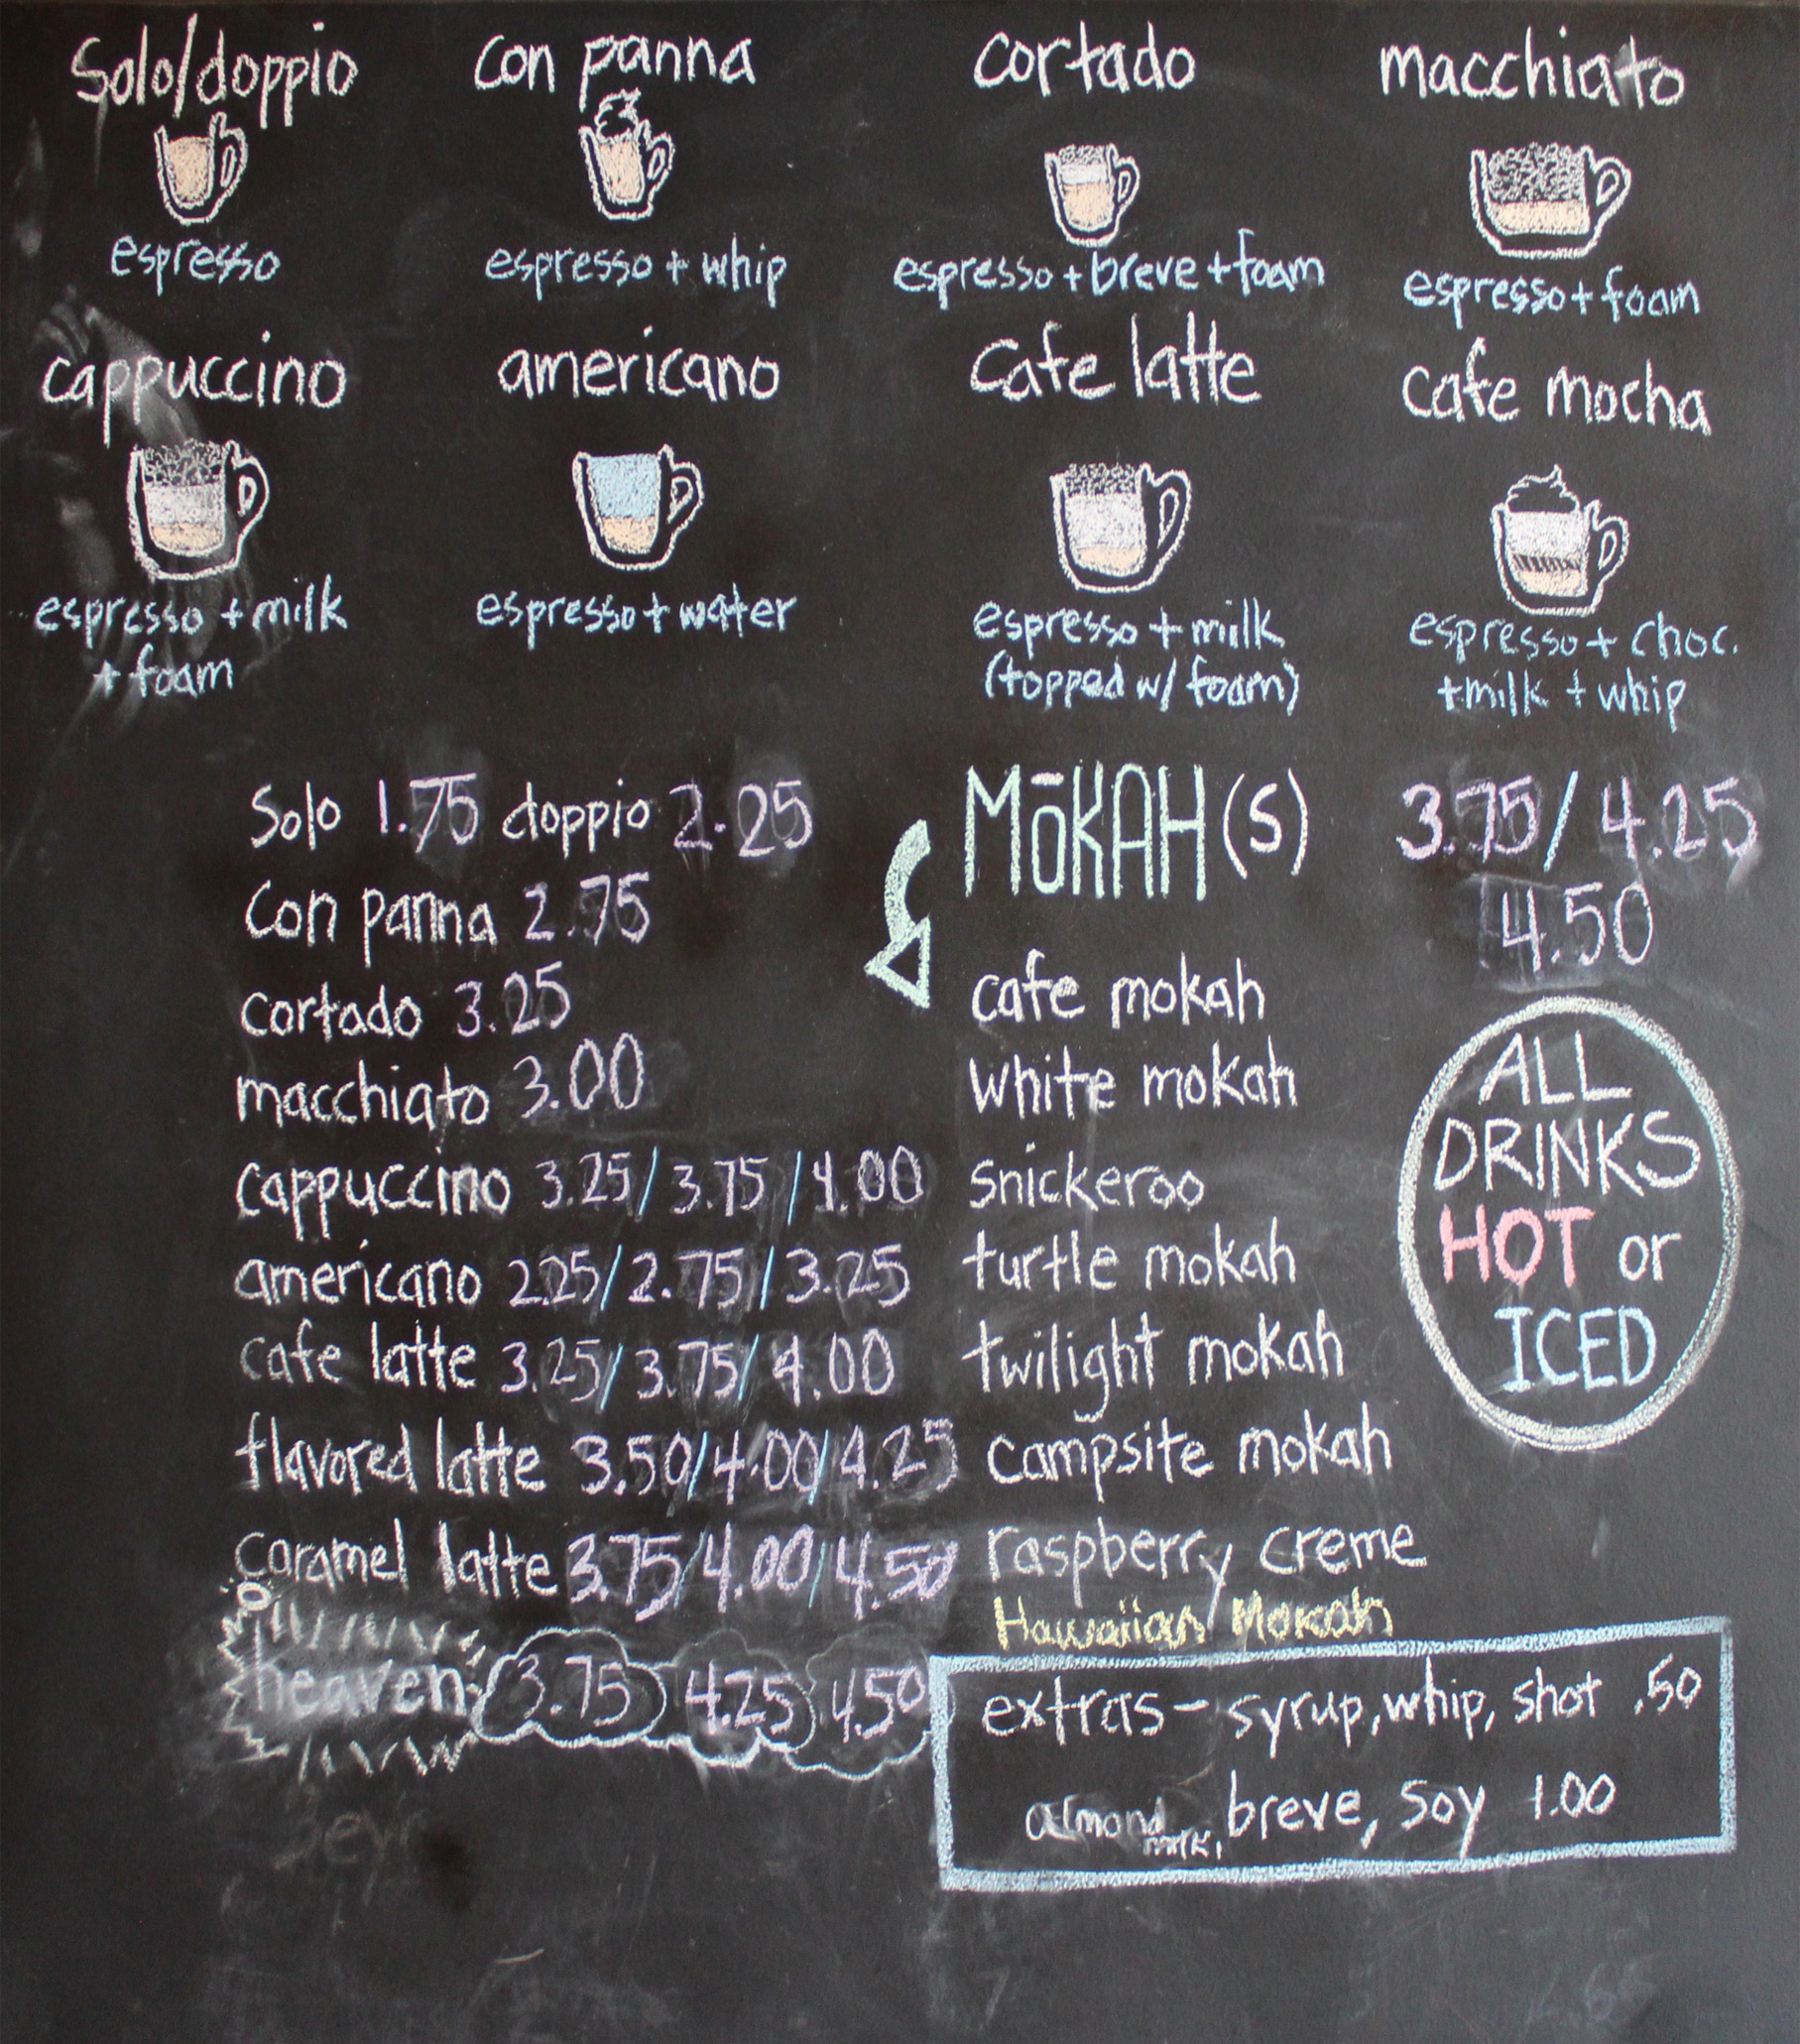 Solo/doppio
con panna
cortado
macchiato
espresso
espresso + whip
espresso + breve + foam
espresso + foam
cappuccino
americano
Cafe latte
cafe mocha
espresso + milk
+ foam
espresso + water
espresso + milk
(topped w/ foam)
espresso + choc.
+ milk + whip
Solo 1.75 doppio 2.25
Con panna 2.75
cortado 3.25
macchiato 3.00
cappuccino 3.25/3.75/4.00
americano 2.25/2.75/3.25
cafe latte 3.25/3.75/4.00
flavored latte 3.50/4.00/4.25
caramel latte 3.75/4.00/4.50
heaven 3.75 4.25 4.50
MōKAH(s) 3.75/4.25
4.50
cafe mokah
white mokah
snickeroo
turtle mokah
twilight mokah
campsite mokah
raspberry creme
Hawaiian Mokah
ALL
DRINKS
HOT or
ICED
extras - syrup, whip, shot .50
almond milk, breve, soy 1.00